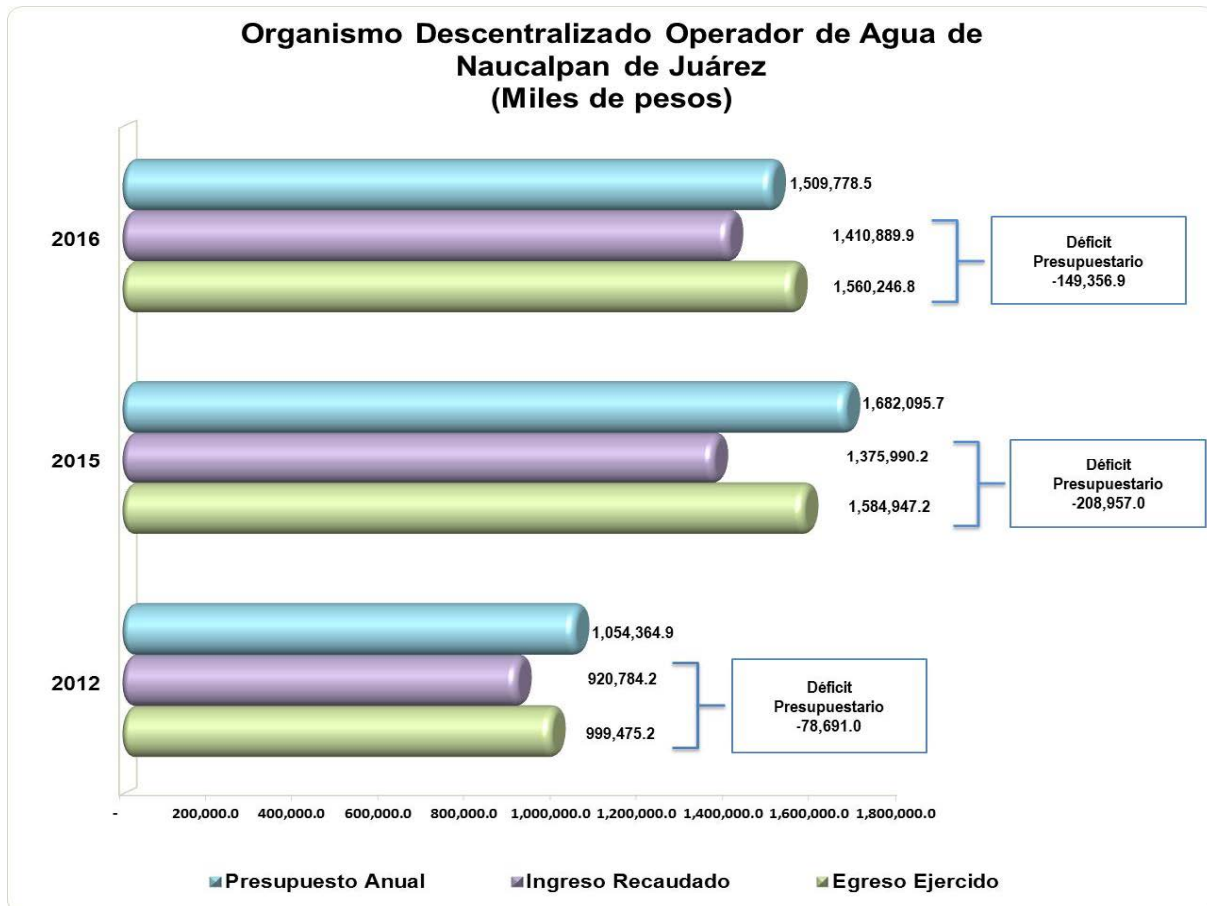 Organismo Descentralizado Operador de Agua de
Naucalpan de Juárez
(Miles de pesos)
2016
1,509,778.5
1,410,889.9
1,560,246.8
Déficit
Presupuestario
-149,356.9
2015
1,682,095.7
1,375,990.2
1,584,947.2
Déficit
Presupuestario
-208,957.0
2012
1,054,364.9
920,784.2
999,475.2
Déficit
Presupuestario
-78,691.0
- 200,000.0 400,000.0 600,000.0 800,000.0 1,000,000.0 1,200,000.0 1,400,000.0 1,600,000.0 1,800,000.0
Presupuesto Anual Ingreso Recaudado Egreso Ejercido